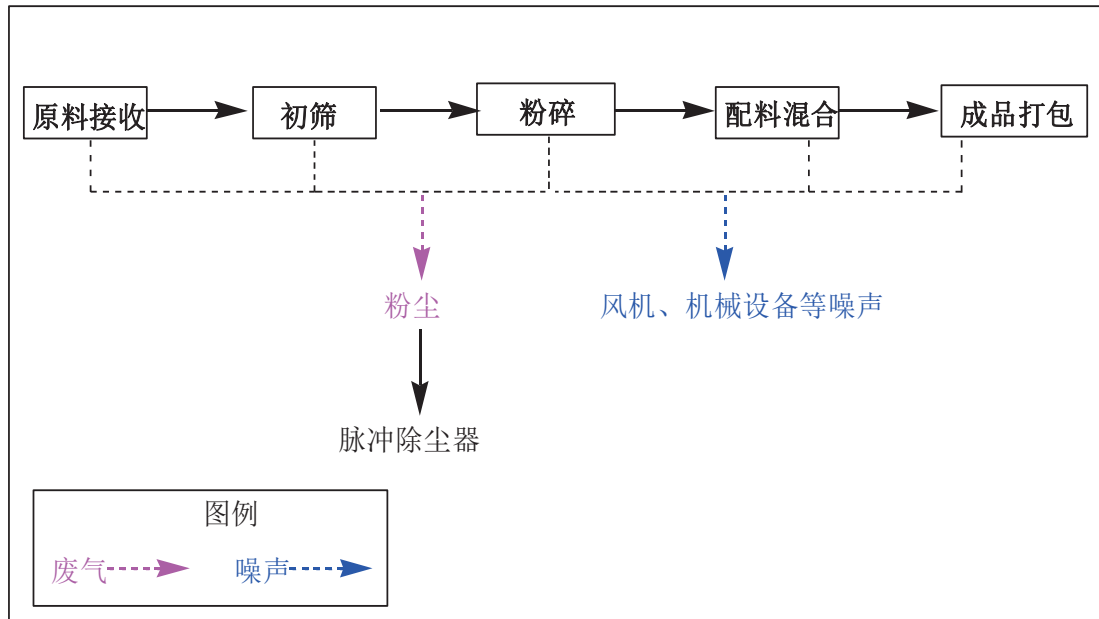 原料接收
初筛
粉碎
配料混合
成品打包
粉尘
风机、机械设备等噪声
脉冲除尘器
图例
废气
噪声